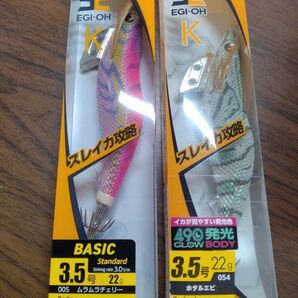 EGI-OH
K
スレイカ攻略
BASIC
Standard
3.5号
Sinking rate 3.0s/m
22g
005 ムラムラチェリー
EGI-OH
K
スレイカ攻略
イカが見やすい発光色
490発光
GLOW BODY
3.5号
22g
054
ホタルエビ